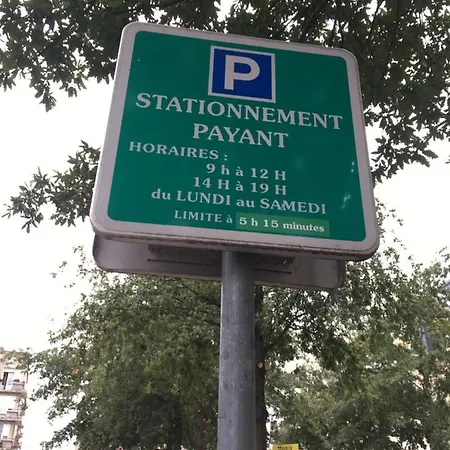 P
STATIONNEMENT
PAYANT
HORAIRES :
9 h à 12 H
14 H à 19 H
du LUNDI au SAMEDI
LIMITE à 5 h 15 minutes